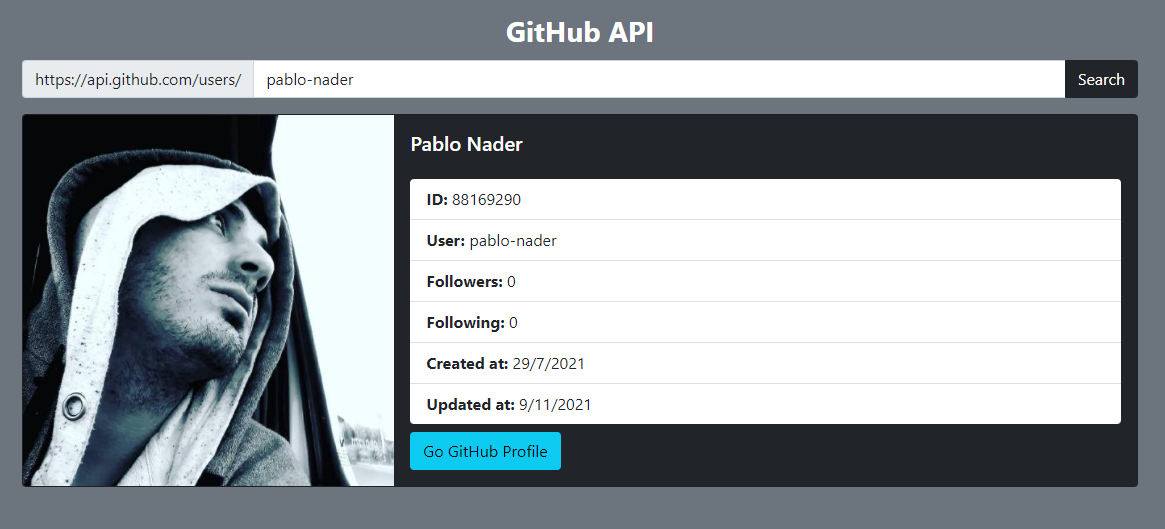 GitHub API
https://api.github.com/users/ pablo-nader Search
Pablo Nader
ID: 88169290
User: pablo-nader
Followers: 0
Following: 0
Created at: 29/7/2021
Updated at: 9/11/2021
Go GitHub Profile